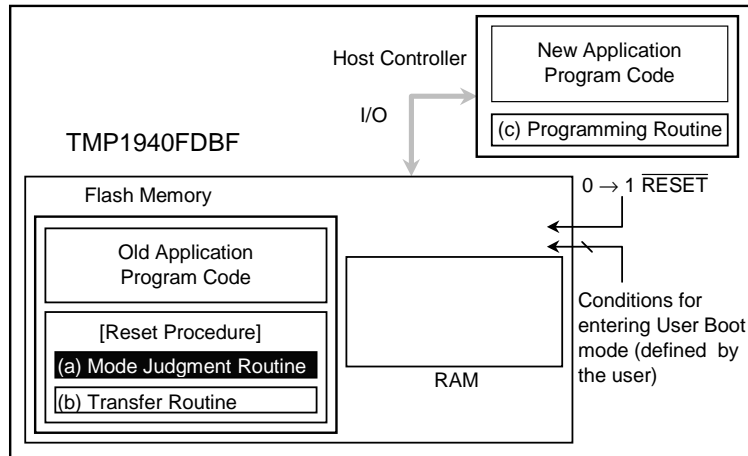 Host Controller
New Application
Program Code
(c) Programming Routine
I/O
TMP1940FDBF
0 → 1 RESET
Flash Memory
Old Application
Program Code
[Reset Procedure]
(a) Mode Judgment Routine
(b) Transfer Routine
RAM
Conditions for
entering User Boot
mode (defined by
the user)